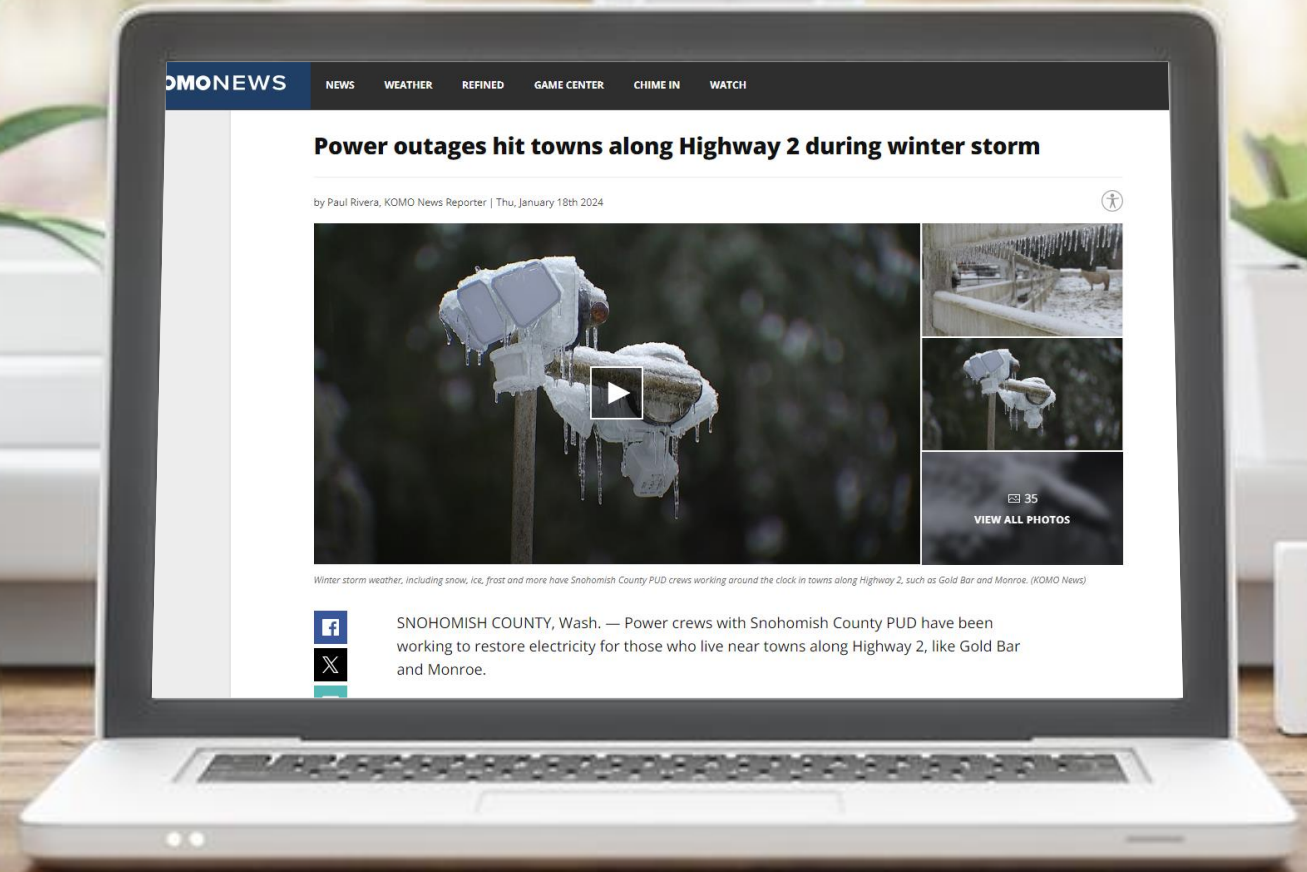 OMONEWS
NEWS WEATHER REFINED GAME CENTER CHIME IN WATCH
Power outages hit towns along Highway 2 during winter storm
by Paul Rivera, KOMO News Reporter | Thu, January 18th 2024
35
VIEW ALL PHOTOS
Winter storm weather, including snow, ice, frost and more have Snohomish County PUD crews working around the clock in towns along Highway 2, such as Gold Bar and Monroe. (KOMO News)
SNOHOMISH COUNTY, Wash. — Power crews with Snohomish County PUD have been
working to restore electricity for those who live near towns along Highway 2, like Gold Bar
and Monroe.